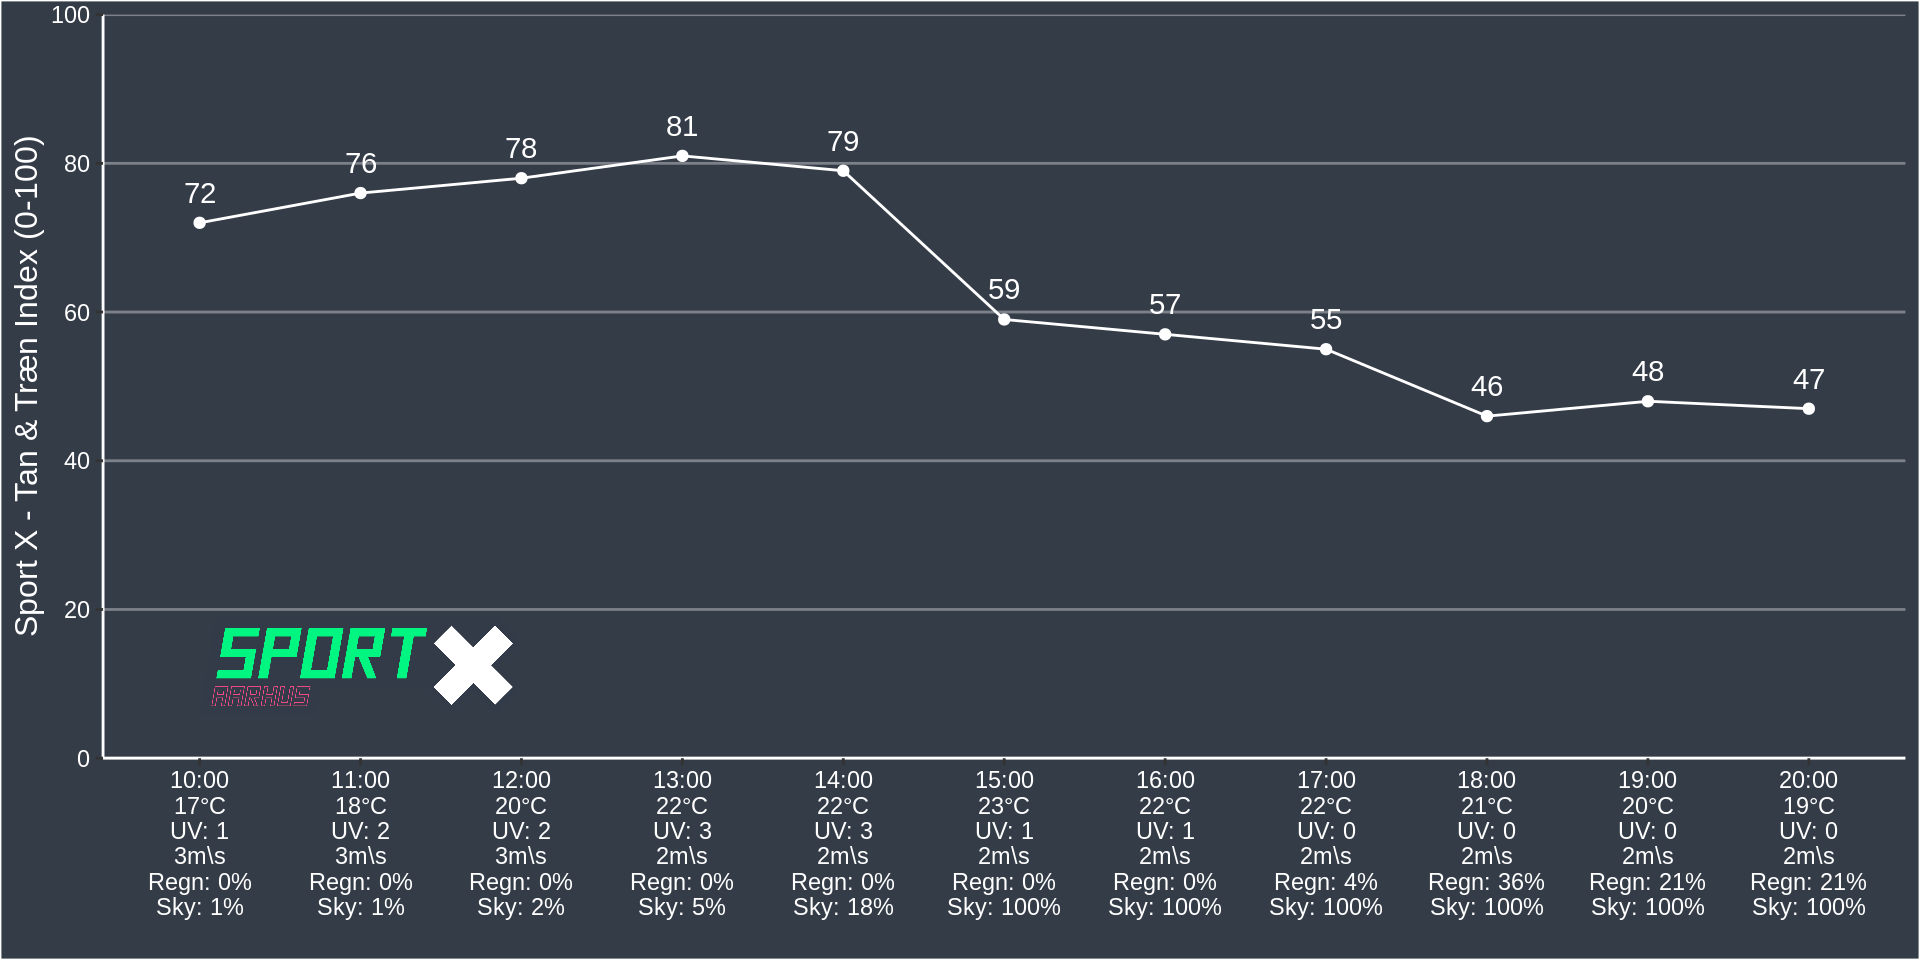 Sport X - Tan & Træn Index (0-100)
100
80
60
40
20
0
72
76
78
81
79
59
57
55
46
48
47
SPORT X
AARHUS
10:00 11:00 12:00 13:00 14:00 15:00 16:00 17:00 18:00 19:00 20:00
17°C 18°C 20°C 22°C 22°C 23°C 22°C 22°C 21°C 20°C 19°C
UV: 1 UV: 2 UV: 2 UV: 3 UV: 3 UV: 1 UV: 1 UV: 0 UV: 0 UV: 0 UV: 0
3m\s 3m\s 3m\s 2m\s 2m\s 2m\s 2m\s 2m\s 2m\s 2m\s 2m\s
Regn: 0% Regn: 0% Regn: 0% Regn: 0% Regn: 0% Regn: 0% Regn: 0% Regn: 4% Regn: 36% Regn: 21% Regn: 21%
Sky: 1% Sky: 1% Sky: 2% Sky: 5% Sky: 18% Sky: 100% Sky: 100% Sky: 100% Sky: 100% Sky: 100% Sky: 100%